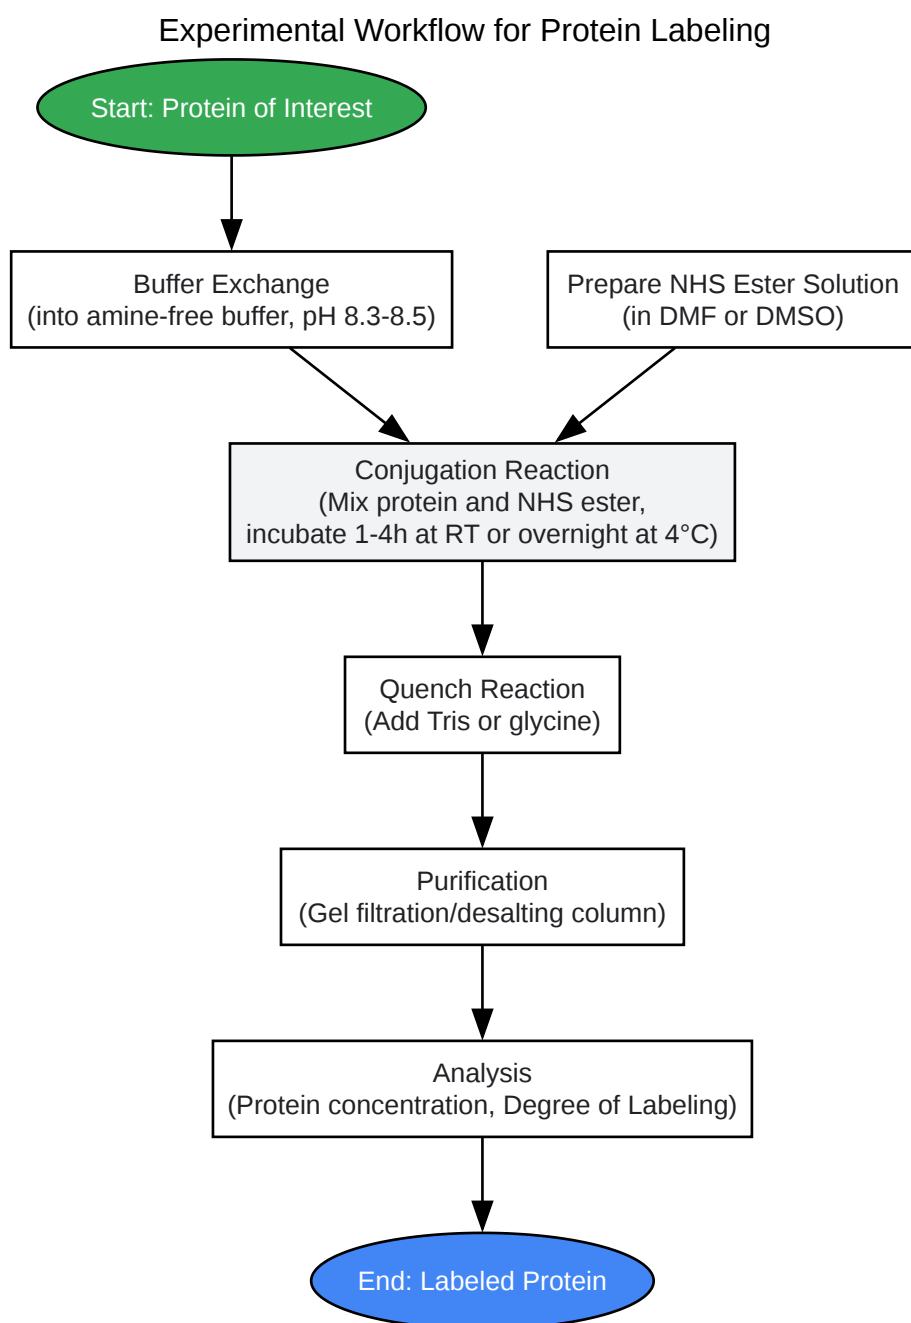 Experimental Workflow for Protein Labeling
Start: Protein of Interest
Buffer Exchange
(into amine-free buffer, pH 8.3-8.5)
Prepare NHS Ester Solution
(in DMF or DMSO)
Conjugation Reaction
(Mix protein and NHS ester,
incubate 1-4h at RT or overnight at 4°C)
Quench Reaction
(Add Tris or glycine)
Purification
(Gel filtration/desalting column)
Analysis
(Protein concentration, Degree of Labeling)
End: Labeled Protein